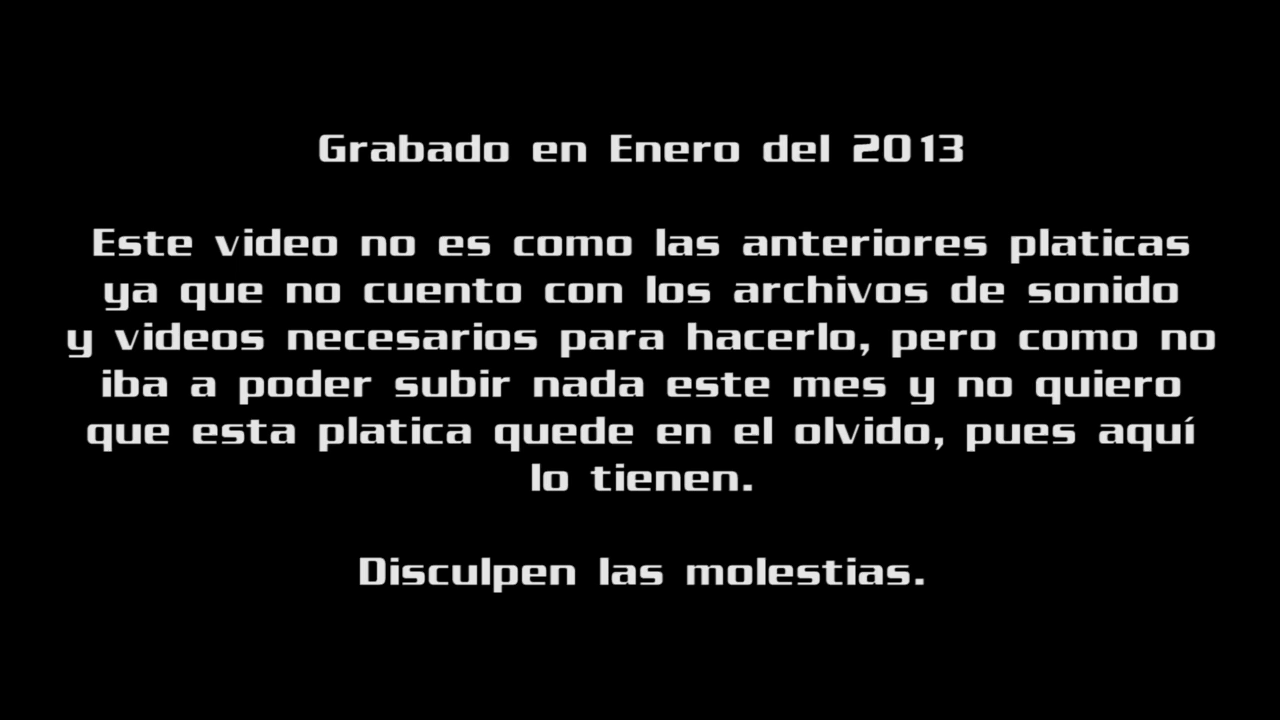 Grabado en Enero del 2013
Este video no es como las anteriores platicas
ya que no cuento con los archivos de sonido
y videos necesarios para hacerlo, pero como no
iba a poder subir nada este mes y no quiero
que esta platica quede en el olvido, pues aquí
lo tienen.
Disculpen las molestias.